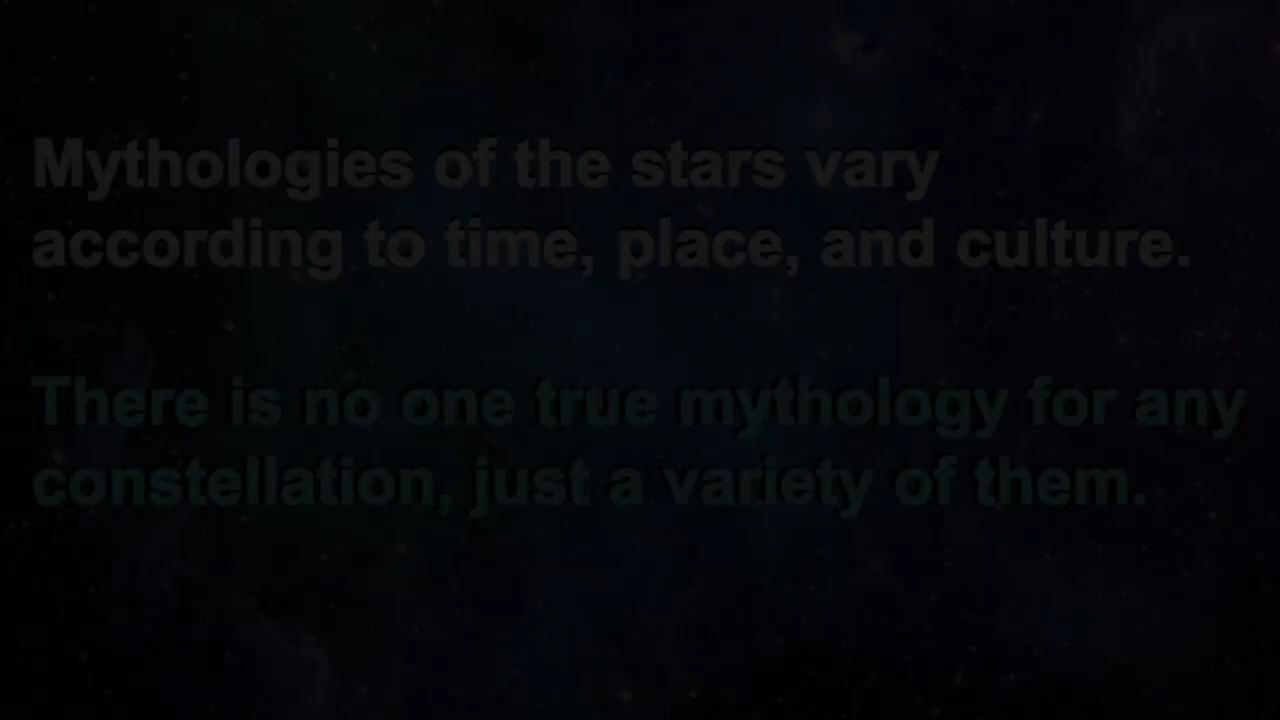 Mythologies of the stars vary
according to time, place, and culture.
There is no one true mythology for any
constellation, just a variety of them.